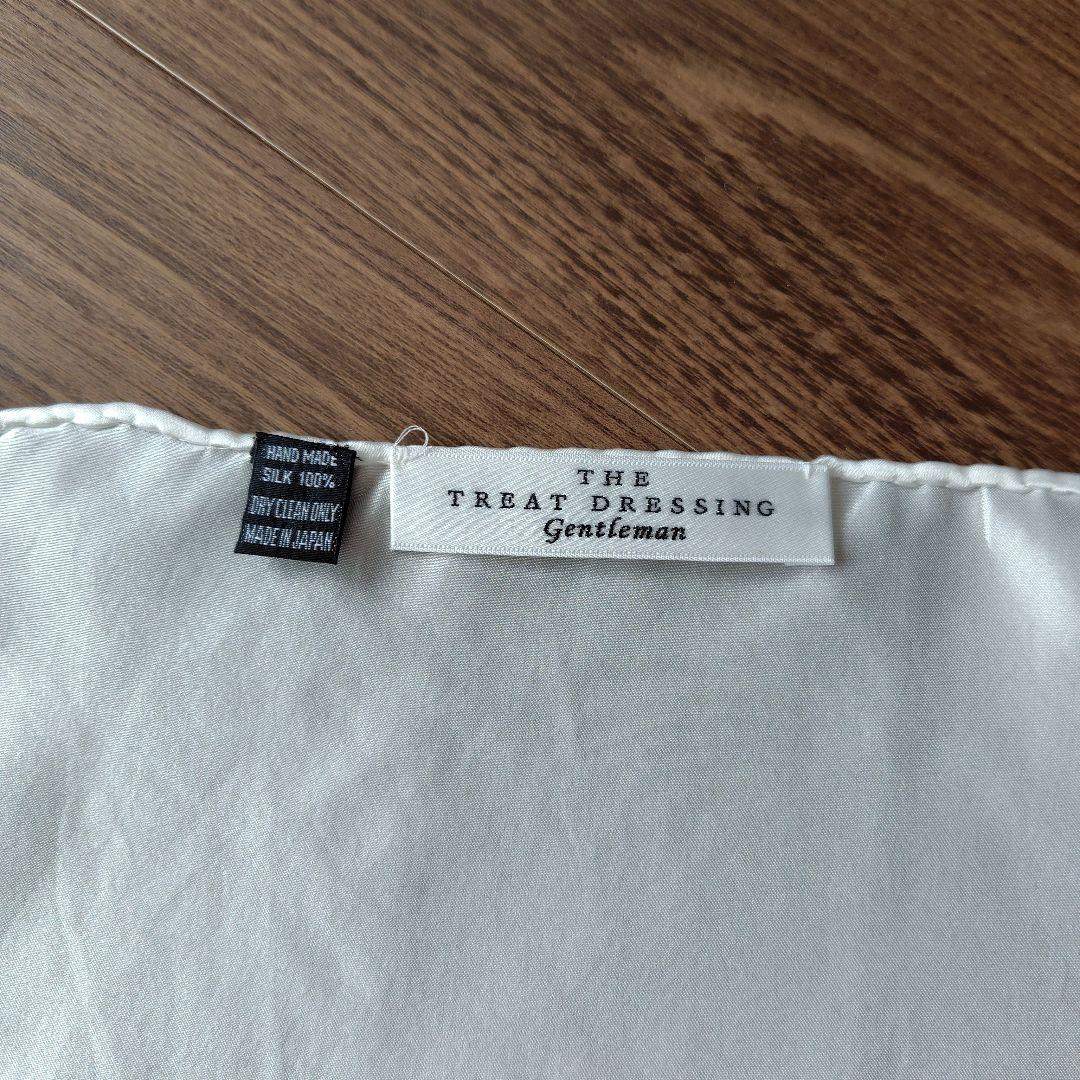 HAND MADE
SILK 100%
DRY CLEAN ONLY
MADE IN JAPAN
THE
TREAT DRESSING
Gentleman